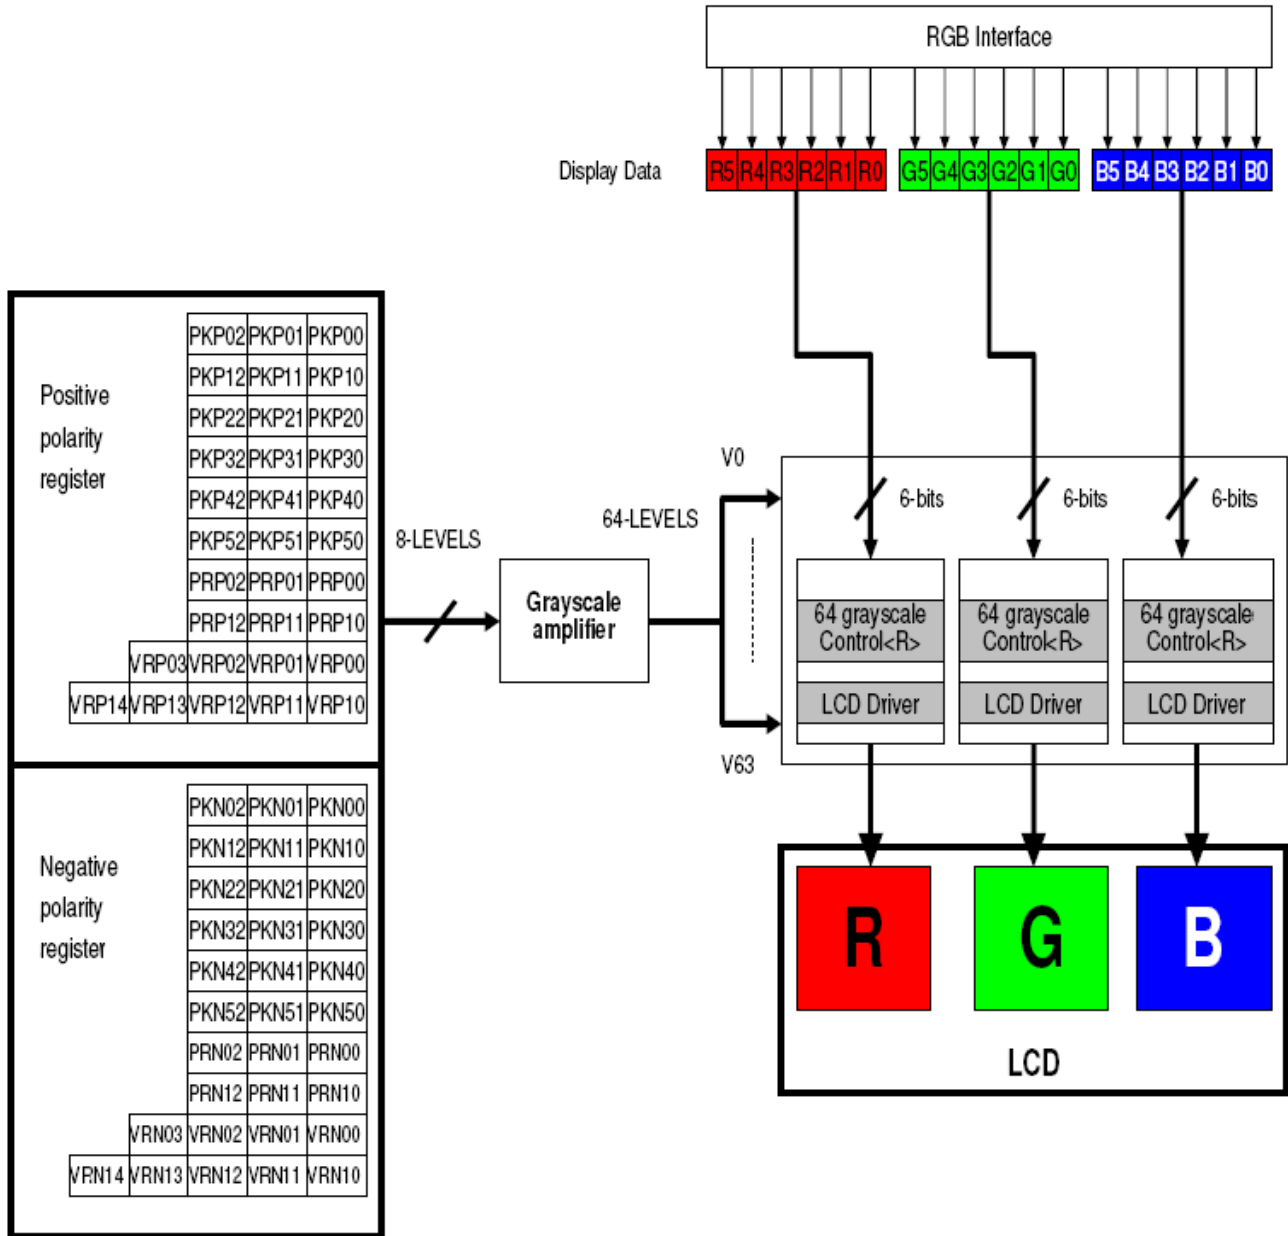 RGB Interface
Display Data
R5 R4 R3 R2 R1 R0 G5 G4 G3 G2 G1 G0 B5 B4 B3 B2 B1 B0
Positive
polarity
register
PKP02 PKP01 PKP00
PKP12 PKP11 PKP10
PKP22 PKP21 PKP20
PKP32 PKP31 PKP30
PKP42 PKP41 PKP40
PKP52 PKP51 PKP50
PRP02 PRP01 PRP00
PRP12 PRP11 PRP10
VRP03 VRP02 VRP01 VRP00
VRP14 VRP13 VRP12 VRP11 VRP10
Negative
polarity
register
PKN02 PKN01 PKN00
PKN12 PKN11 PKN10
PKN22 PKN21 PKN20
PKN32 PKN31 PKN30
PKN42 PKN41 PKN40
PKN52 PKN51 PKN50
PRN02 PRN01 PRN00
PRN12 PRN11 PRN10
VRN03 VRN02 VRN01 VRN00
VRN14 VRN13 VRN12 VRN11 VRN10
8-LEVELS
Grayscale
amplifier
64-LEVELS
V0
V63
6-bits 6-bits 6-bits
64 grayscale
Control<R>
LCD Driver
64 grayscale
Control<R>
LCD Driver
64 grayscale
Control<R>
LCD Driver
R G B
LCD